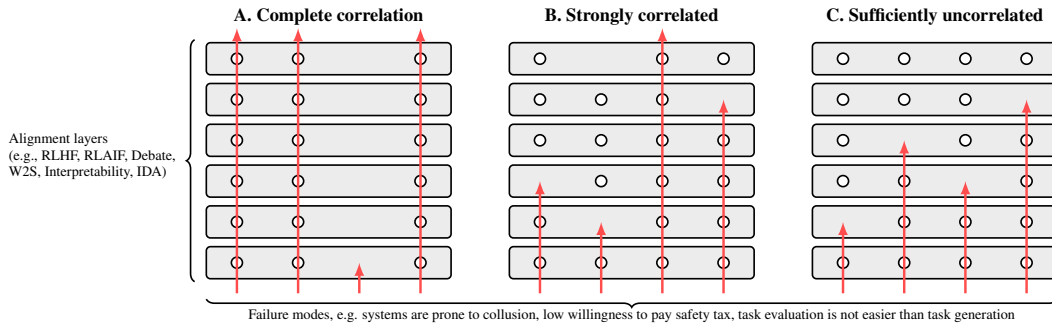 A. Complete correlation
B. Strongly correlated
C. Sufficiently uncorrelated
Alignment layers
(e.g., RLHF, RLAIF, Debate,
W2S, Interpretability, IDA)
Failure modes, e.g. systems are prone to collusion, low willingness to pay safety tax, task evaluation is not easier than task generation